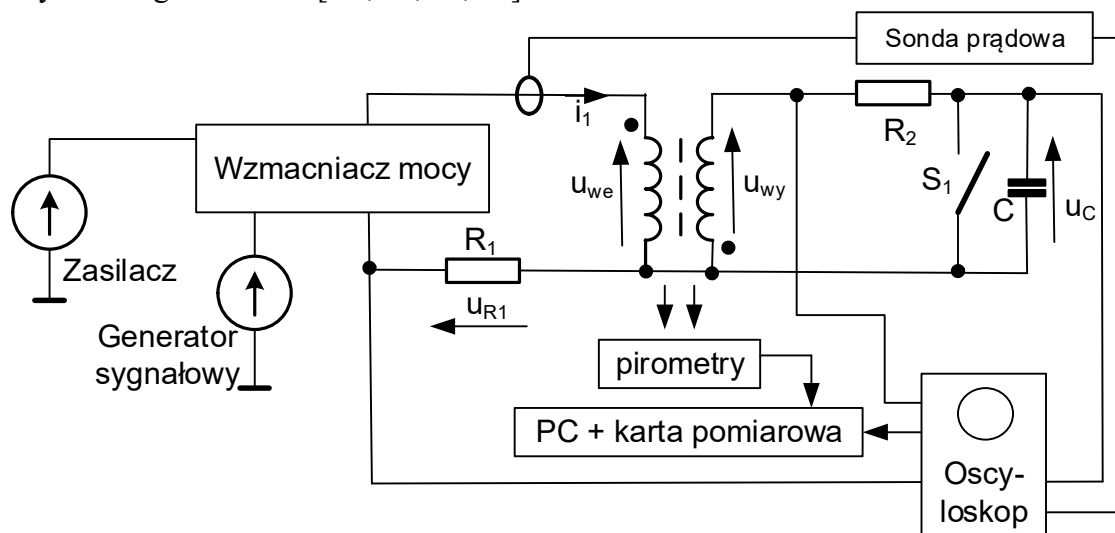 Sonda prądowa
i1
R2
Wzmacniacz mocy
uwe
uwy
S1
C
uC
Zasilacz
R1
uR1
Generator
sygnałowy
pirometry
PC + karta pomiarowa
Oscy-
loskop